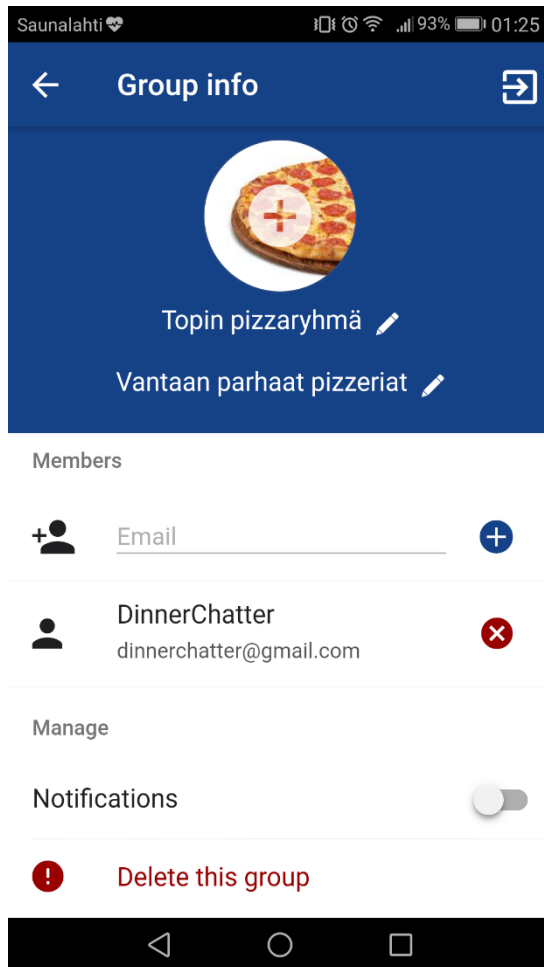 Saunalahti 93% 01:25
Group info
Topin pizzaryhmä
Vantaan parhaat pizzeriat
Members
Email
DinnerChatter
dinnerchatter@gmail.com
Manage
Notifications
Delete this group